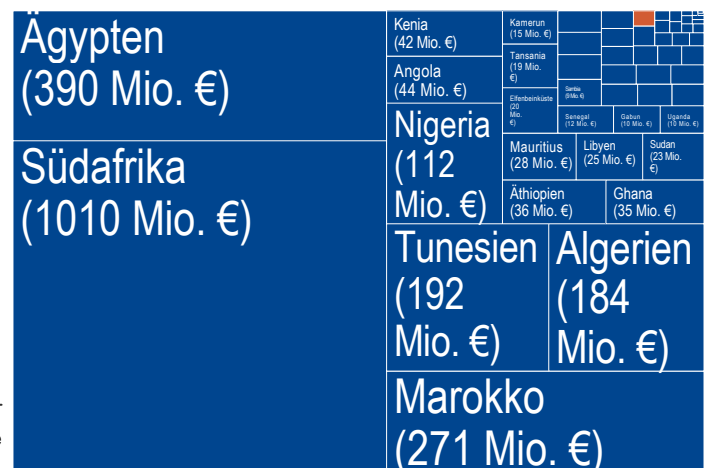 Ägypten
(390 Mio. €)
Südafrika
(1010 Mio. €)
Kenia
(42 Mio. €)
Angola
(44 Mio. €)
Nigeria
(112
Mio. €)
Kamerun
(15 Mio. €)
Tansania
(19 Mio.
€)
Elfenbeinküste
(20
Mio.
€)
Sambia
(9 Mio. €)
Senegal
(12 Mio. €)
Gabun
(10 Mio. €)
Uganda
(10 Mio. €)
Mauritius
(28 Mio. €)
Libyen
(25 Mio. €)
Sudan
(23 Mio.
€)
Äthiopien
(36 Mio. €)
Ghana
(35 Mio. €)
Tunesien
(192
Mio. €)
Algerien
(184
Mio. €)
Marokko
(271 Mio. €)